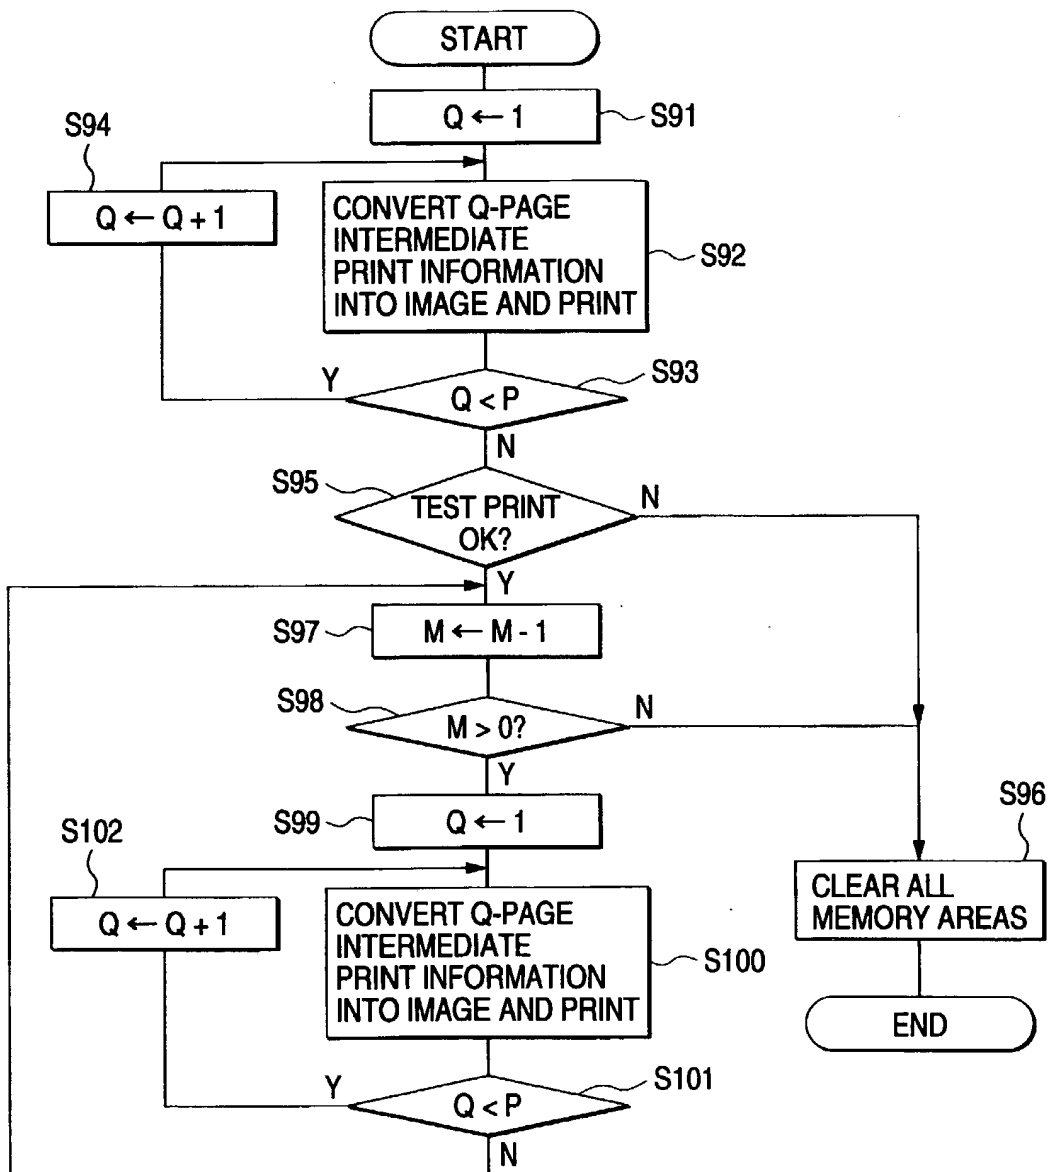 START
Q ← 1
S91
S94
Q ← Q + 1
CONVERT Q-PAGE
INTERMEDIATE
PRINT INFORMATION
INTO IMAGE AND PRINT
S92
S93
Y
Q < P
N
S95
TEST PRINT
OK?
N
Y
S97
M ← M - 1
S98
M > 0?
N
Y
S99
Q ← 1
S96
S102
Q ← Q + 1
CLEAR ALL
MEMORY AREAS
CONVERT Q-PAGE
INTERMEDIATE
PRINT INFORMATION
INTO IMAGE AND PRINT
S100
END
S101
Y
Q < P
N